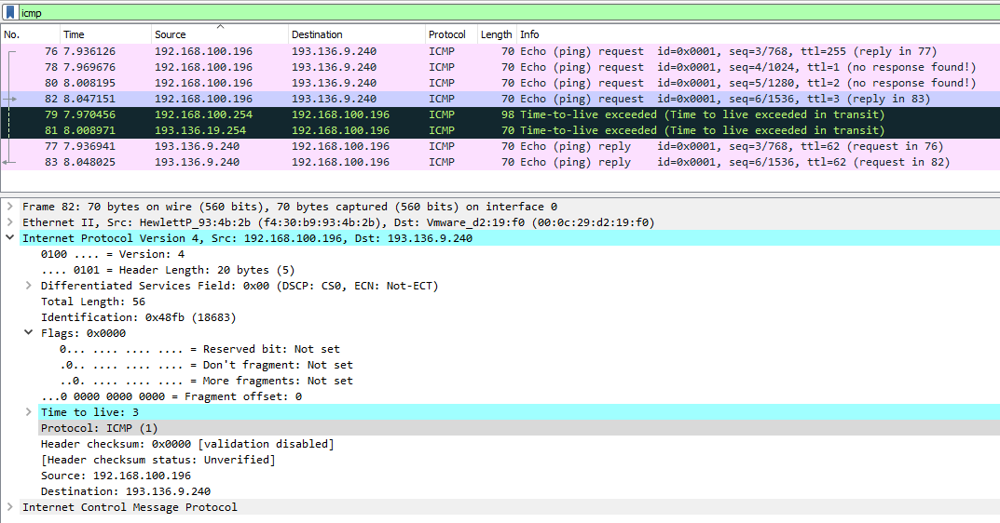 icmp
No. Time Source Destination Protocol Length Info
76 7.936126 192.168.100.196 193.136.9.240 ICMP 70 Echo (ping) request id=0x0001, seq=3/768, ttl=255 (reply in 77)
78 7.969676 192.168.100.196 193.136.9.240 ICMP 70 Echo (ping) request id=0x0001, seq=4/1024, ttl=1 (no response found!)
80 8.008195 192.168.100.196 193.136.9.240 ICMP 70 Echo (ping) request id=0x0001, seq=5/1280, ttl=2 (no response found!)
82 8.047151 192.168.100.196 193.136.9.240 ICMP 70 Echo (ping) request id=0x0001, seq=6/1536, ttl=3 (reply in 83)
79 7.970456 192.168.100.254 192.168.100.196 ICMP 98 Time-to-live exceeded (Time to live exceeded in transit)
81 8.008971 193.136.19.254 192.168.100.196 ICMP 70 Time-to-live exceeded (Time to live exceeded in transit)
77 7.936941 193.136.9.240 192.168.100.196 ICMP 70 Echo (ping) reply id=0x0001, seq=3/768, ttl=62 (request in 76)
83 8.048025 193.136.9.240 192.168.100.196 ICMP 70 Echo (ping) reply id=0x0001, seq=6/1536, ttl=62 (request in 82)
Frame 82: 70 bytes on wire (560 bits), 70 bytes captured (560 bits) on interface 0
Ethernet II, Src: HewlettP_93:4b:2b (f4:30:b9:93:4b:2b), Dst: Vmware_d2:19:f0 (00:0c:29:d2:19:f0)
Internet Protocol Version 4, Src: 192.168.100.196, Dst: 193.136.9.240
0100 .... = Version: 4
.... 0101 = Header Length: 20 bytes (5)
Differentiated Services Field: 0x00 (DSCP: CS0, ECN: Not-ECT)
Total Length: 56
Identification: 0x48fb (18683)
Flags: 0x0000
0... .... .... .... = Reserved bit: Not set
.0.. .... .... .... = Don't fragment: Not set
..0. .... .... .... = More fragments: Not set
...0 0000 0000 0000 = Fragment offset: 0
Time to live: 3
Protocol: ICMP (1)
Header checksum: 0x0000 [validation disabled]
[Header checksum status: Unverified]
Source: 192.168.100.196
Destination: 193.136.9.240
Internet Control Message Protocol